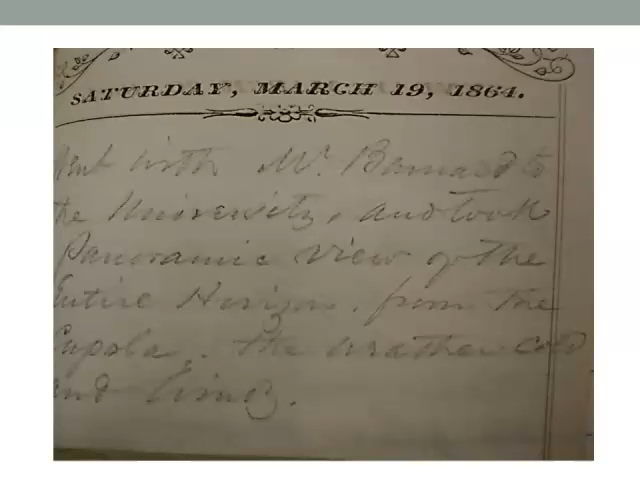 SATURDAY, MARCH 19, 1864.
Went with Mr. Barnard to
the University, and took
Panoramic view of the
Entire Horizon, from the
Cupola. The weather cold
and